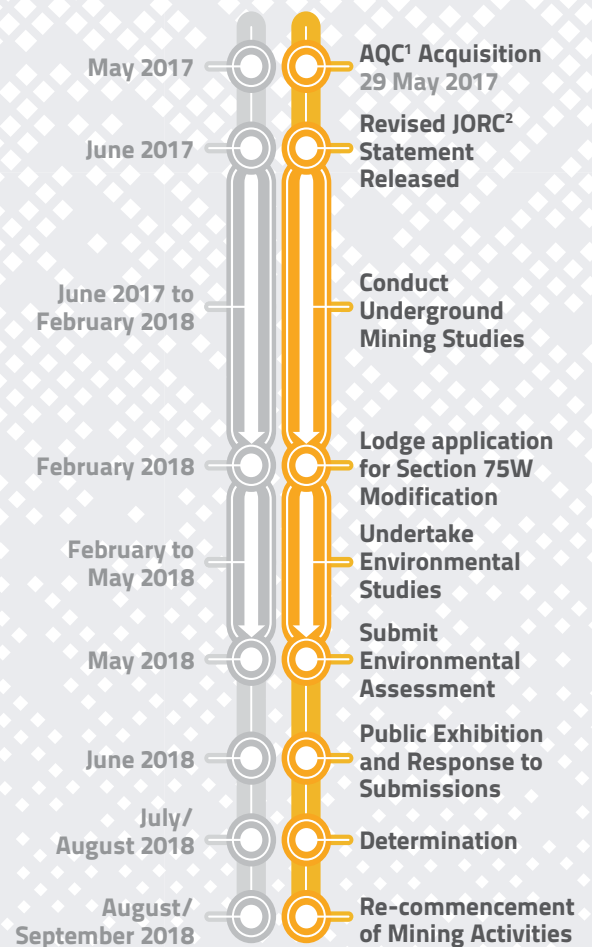 May 2017
AQC¹ Acquisition
29 May 2017
June 2017
Revised JORC²
Statement
Released
June 2017 to
February 2018
Conduct
Underground
Mining Studies
February 2018
Lodge application
for Section 75W
Modification
February to
May 2018
Undertake
Environmental
Studies
May 2018
Submit
Environmental
Assessment
June 2018
Public Exhibition
and Response to
Submissions
July/
August 2018
Determination
August/
September 2018
Re-commencement
of Mining Activities